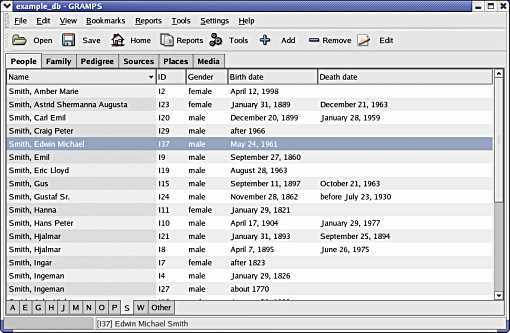 example_db - GRAMPS
File Edit View Bookmarks Reports Tools Settings Help
Open Save Home Reports Tools Add Remove Edit
People Family Pedigree Sources Places Media
Name ID Gender Birth date Death date
Smith, Amber Marie I2 female April 12, 1998
Smith, Astrid Shermanna Augusta I23 female January 31, 1889 December 21, 1963
Smith, Carl Emil I20 male December 20, 1899 January 28, 1959
Smith, Craig Peter I29 male after 1966
Smith, Edwin Michael I37 male May 24, 1961
Smith, Emil I9 male September 27, 1860
Smith, Eric Lloyd I19 male August 28, 1963
Smith, Gus I15 male September 11, 1897 October 21, 1963
Smith, Gustaf Sr. I24 male November 28, 1862 before July 23, 1930
Smith, Hanna I11 female January 29, 1821
Smith, Hans Peter I10 male April 17, 1904 January 29, 1977
Smith, Hjalmar I21 male January 31, 1893 September 25, 1894
Smith, Hjalmar I8 male April 7, 1895 June 26, 1975
Smith, Ingar I7 female after 1823
Smith, Ingeman I4 male January 29, 1826
Smith, Ingeman I27 male about 1770
A E G H J M N O P S W Other
[I37] Edwin Michael Smith